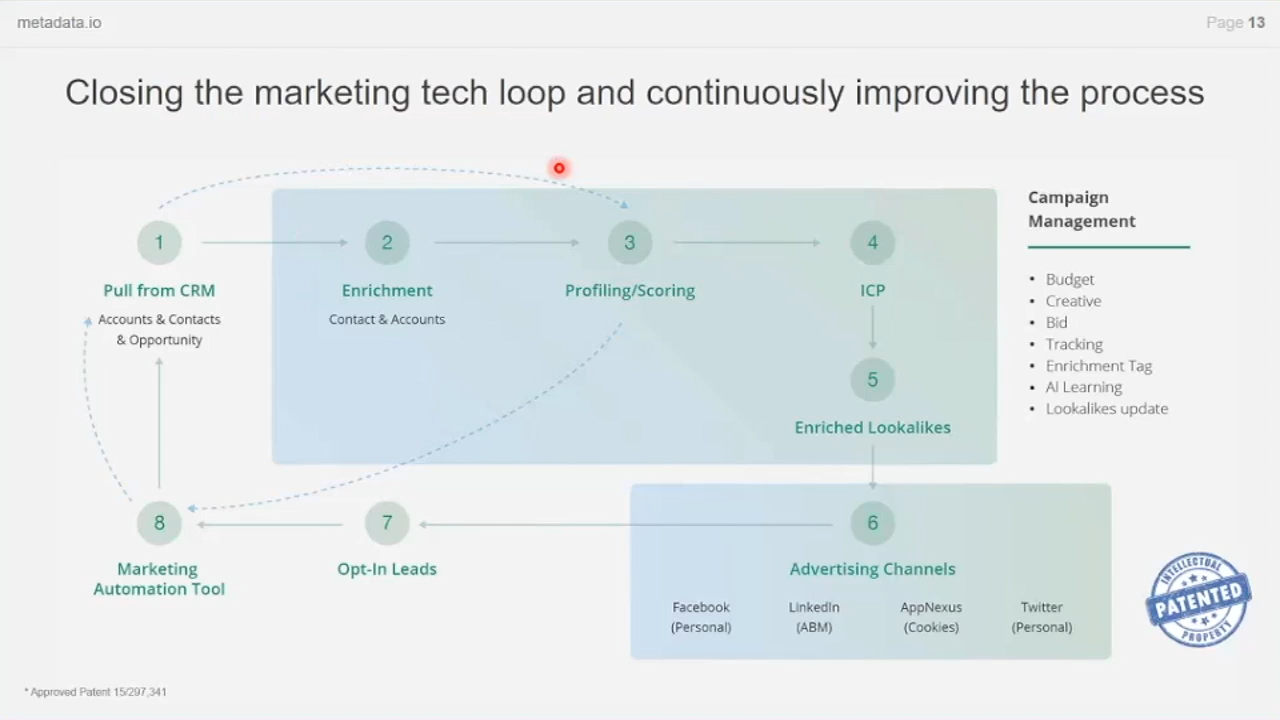 metadata.io
Page 13
Closing the marketing tech loop and continuously improving the process
1
Pull from CRM
Accounts & Contacts
& Opportunity
2
Enrichment
Contact & Accounts
3
Profiling/Scoring
4
ICP
5
Enriched Lookalikes
Campaign
Management
• Budget
• Creative
• Bid
• Tracking
• Enrichment Tag
• AI Learning
• Lookalikes update
8
Marketing
Automation Tool
7
Opt-In Leads
6
Advertising Channels
Facebook
(Personal)
LinkedIn
(ABM)
AppNexus
(Cookies)
Twitter
(Personal)
INTELLECTUAL
PATENTED
PROPERTY
* Approved Patent 15/297,341